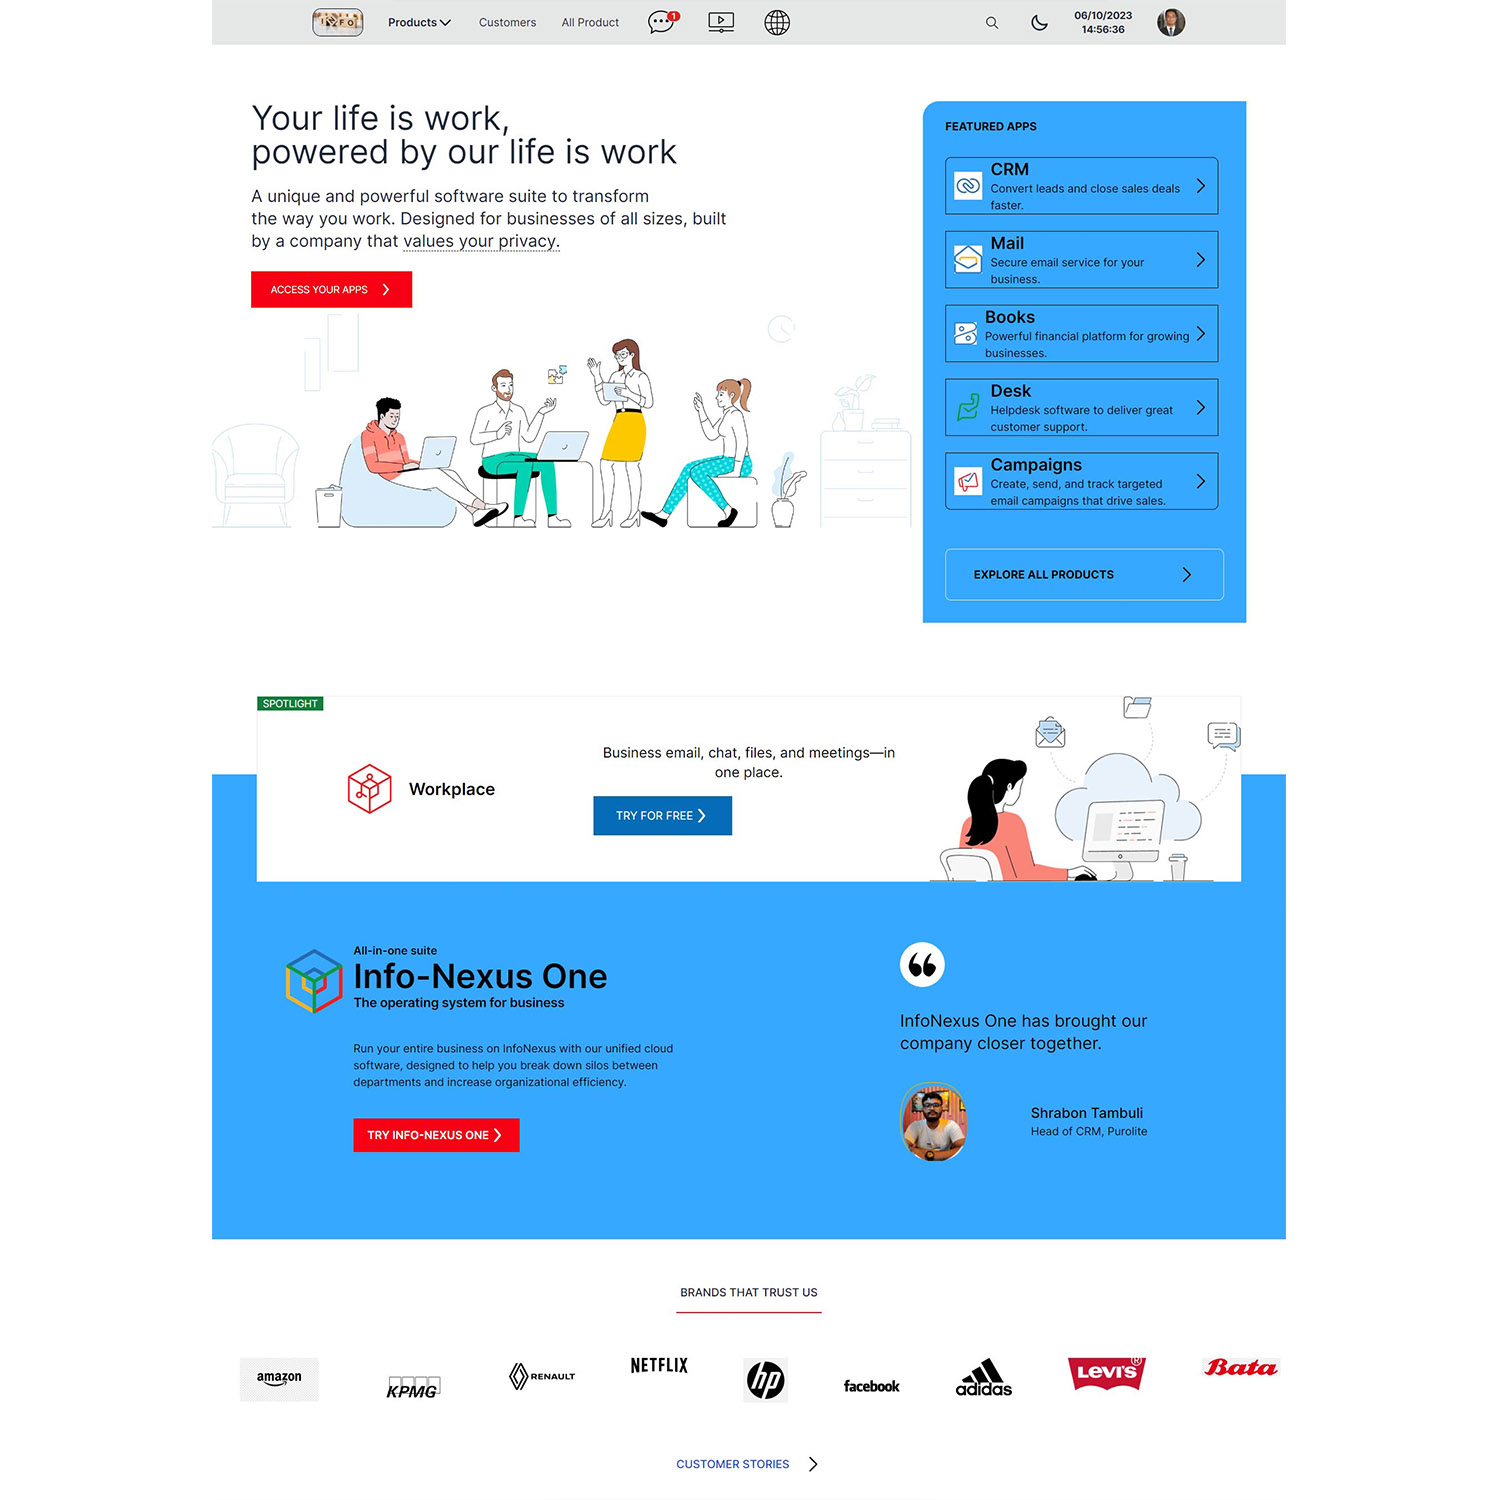 Products
Customers
All Product
1
06/10/2023
14:56:36
Your life is work,
powered by our life is work
A unique and powerful software suite to transform
the way you work. Designed for businesses of all sizes, built
by a company that values your privacy.
ACCESS YOUR APPS
FEATURED APPS
CRM
Convert leads and close sales deals
faster.
Mail
Secure email service for your
business.
Books
Powerful financial platform for growing
businesses.
Desk
Helpdesk software to deliver great
customer support.
Campaigns
Create, send, and track targeted
email campaigns that drive sales.
EXPLORE ALL PRODUCTS
SPOTLIGHT
Workplace
Business email, chat, files, and meetings—in
one place.
TRY FOR FREE
All-in-one suite
Info-Nexus One
The operating system for business
Run your entire business on InfoNexus with our unified cloud
software, designed to help you break down silos between
departments and increase organizational efficiency.
TRY INFO-NEXUS ONE
InfoNexus One has brought our
company closer together.
Shrabon Tambuli
Head of CRM, Purolite
BRANDS THAT TRUST US
amazon
KPMG
RENAULT
NETFLIX
hp
facebook
adidas
LEVI'S®
Bata
CUSTOMER STORIES